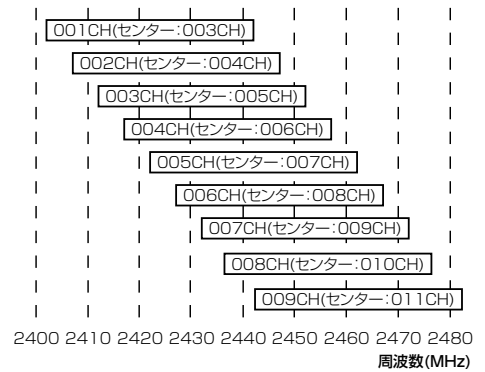 001CH(センター:003CH)
002CH(センター:004CH)
003CH(センター:005CH)
004CH(センター:006CH)
005CH(センター:007CH)
006CH(センター:008CH)
007CH(センター:009CH)
008CH(センター:010CH)
009CH(センター:011CH)
2400 2410 2420 2430 2440 2450 2460 2470 2480
周波数(MHz)